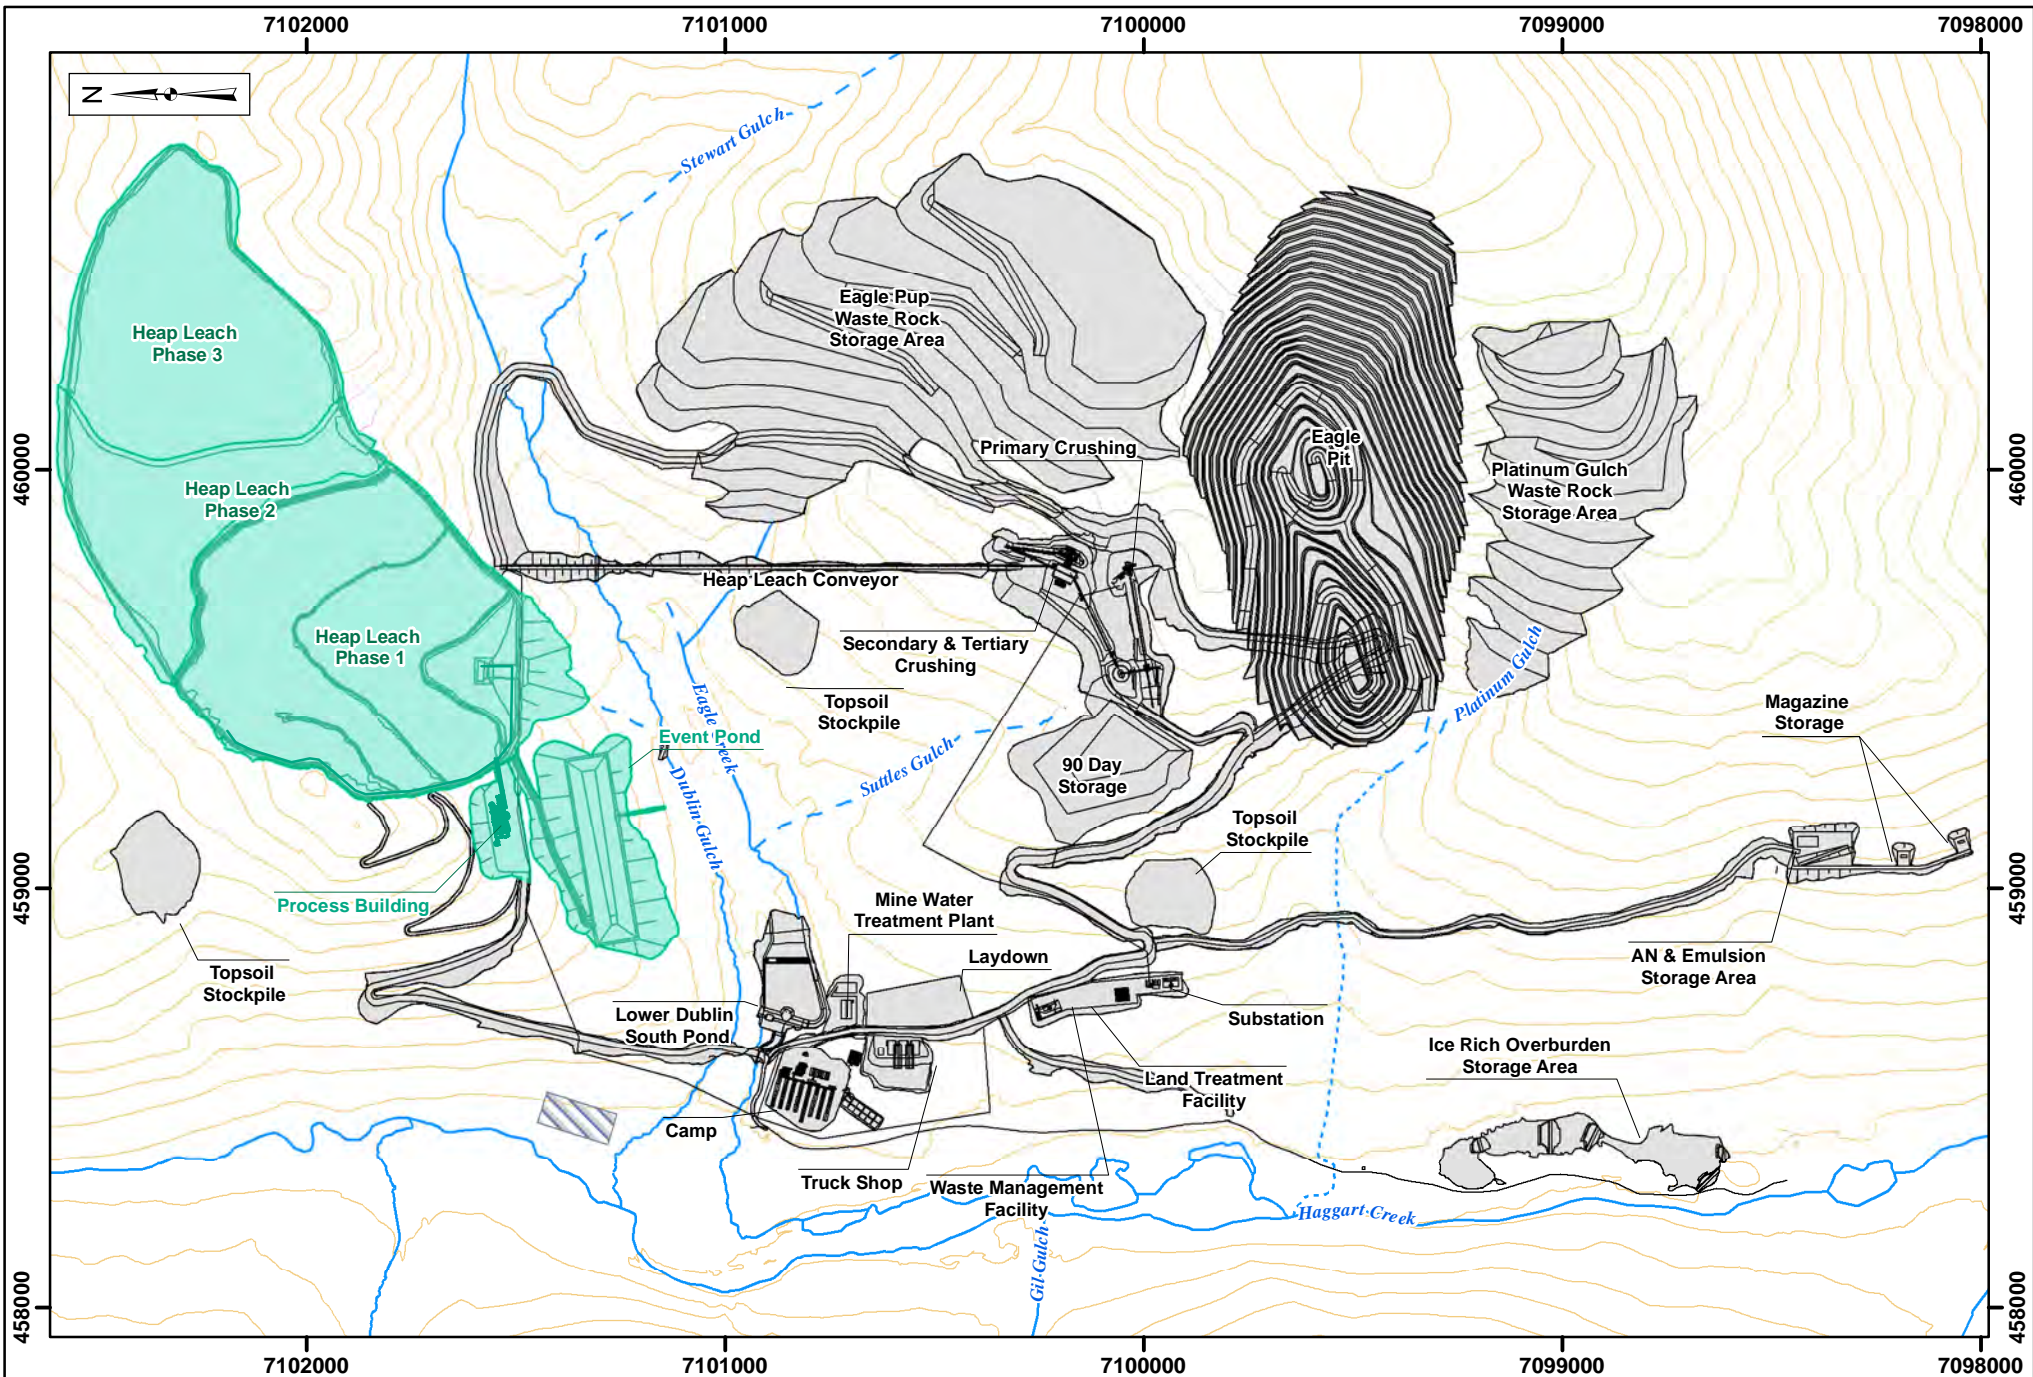 7102000
7101000
7100000
7099000
7098000
N
Stewart Gulch
Heap Leach
Phase 3
Eagle Pup
Waste Rock
Storage Area
460000
Primary Crushing
Eagle
Pit
Platinum Gulch
Waste Rock
Storage Area
460000
Heap Leach
Phase 2
Heap Leach Conveyor
Heap Leach
Phase 1
Secondary & Tertiary
Crushing
Topsoil
Stockpile
Platinum Gulch
Magazine
Storage
Eagle Creek
Event Pond
Dublin Gulch
Suttles Gulch
90 Day
Storage
Topsoil
Stockpile
459000
Process Building
Mine Water
Treatment Plant
459000
Laydown
AN & Emulsion
Storage Area
Topsoil
Stockpile
Lower Dublin
South Pond
Substation
Ice Rich Overburden
Storage Area
Land Treatment
Facility
Camp
Truck Shop
Waste Management
Facility
Haggart Creek
Gil Gulch
458000
458000
7102000
7101000
7100000
7099000
7098000